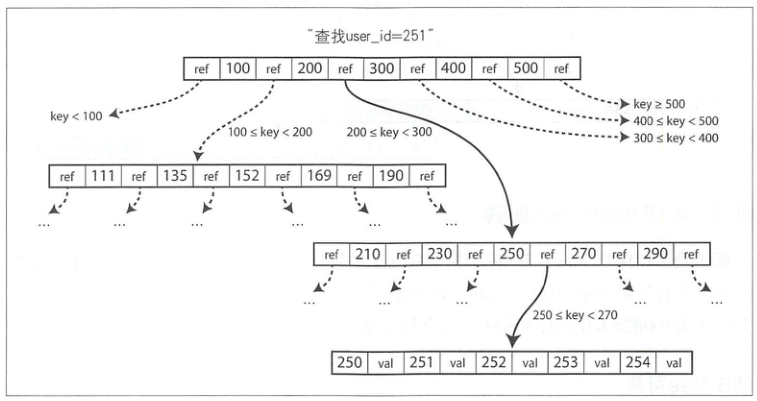 “查找user_id=251”
ref 100 ref 200 ref 300 ref 400 ref 500 ref
key < 100
100 ≤ key < 200
200 ≤ key < 300
key ≥ 500
400 ≤ key < 500
300 ≤ key < 400
ref 111 ref 135 ref 152 ref 169 ref 190 ref
... ... ... ... ... ...
ref 210 ref 230 ref 250 ref 270 ref 290 ref
... ... ... ... ...
250 ≤ key < 270
250 val 251 val 252 val 253 val 254 val